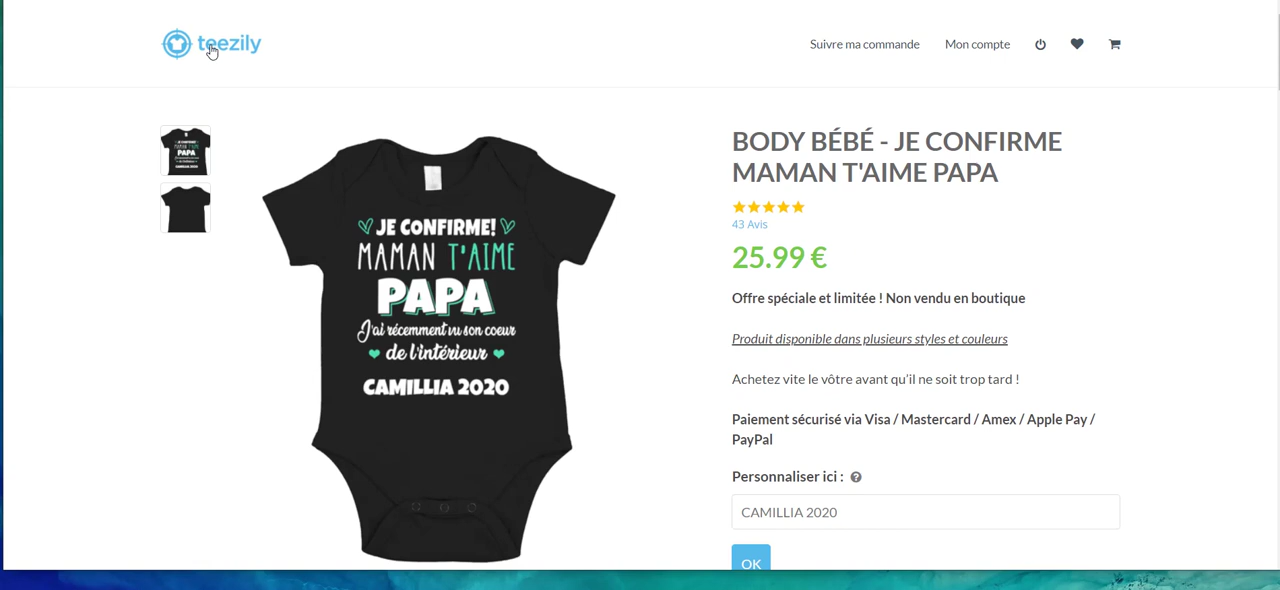 teezily
Suivre ma commande
Mon compte
JE CONFIRME!
MAMAN T'AIME
PAPA
J'ai récemment vu son coeur
de l'intérieur
CAMILLIA 2020
BODY BÉBÉ - JE CONFIRME
MAMAN T'AIME PAPA
43 Avis
25.99 €
Offre spéciale et limitée ! Non vendu en boutique
Produit disponible dans plusieurs styles et couleurs
Achetez vite le vôtre avant qu'il ne soit trop tard !
Paiement sécurisé via Visa / Mastercard / Amex / Apple Pay /
PayPal
Personnaliser ici :
CAMILLIA 2020
OK